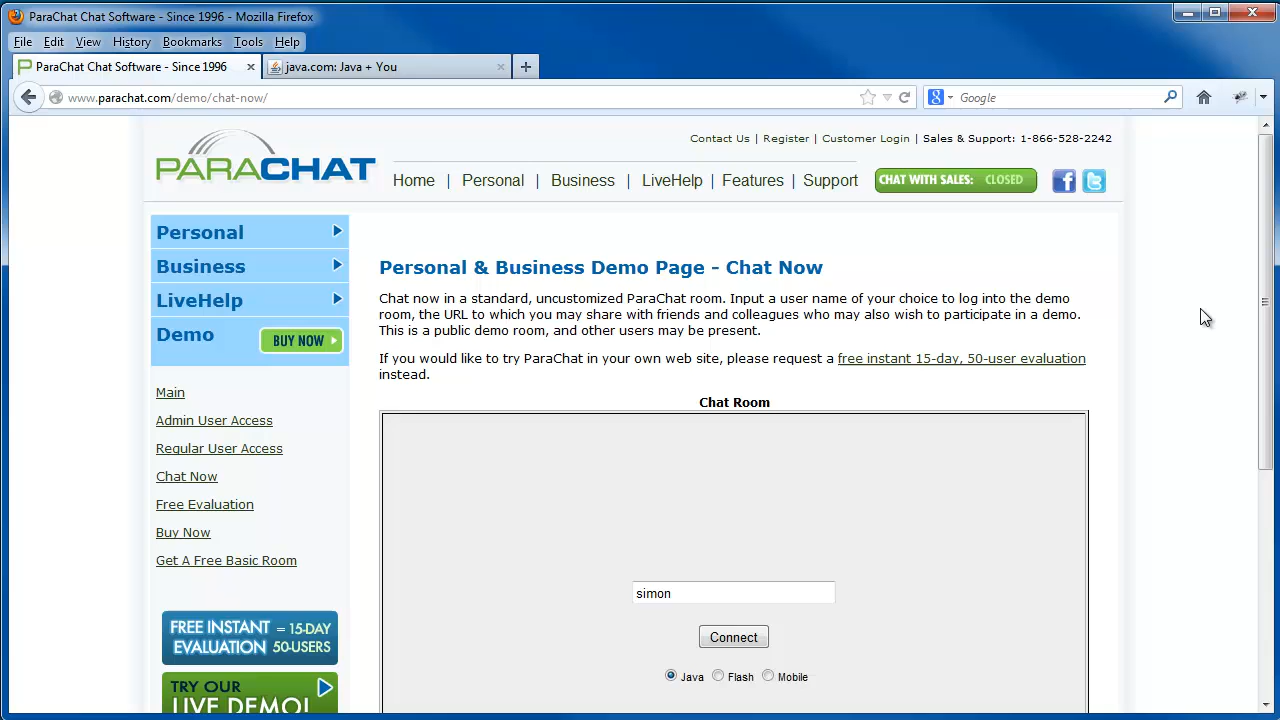 ParaChat Chat Software - Since 1996 - Mozilla Firefox
File Edit View History Bookmarks Tools Help
ParaChat Chat Software - Since 1996
java.com: Java + You
www.parachat.com/demo/chat-now/
Google
Contact Us | Register | Customer Login | Sales & Support: 1-866-528-2242
PARACHAT
Home | Personal | Business | LiveHelp | Features | Support
CHAT WITH SALES: CLOSED
Personal
Business
LiveHelp
Demo
BUY NOW
Main
Admin User Access
Regular User Access
Chat Now
Free Evaluation
Buy Now
Get A Free Basic Room
FREE INSTANT = 15-DAY
EVALUATION 50-USERS
TRY OUR
LIVE DEMO!
Personal & Business Demo Page - Chat Now
Chat now in a standard, uncustomized ParaChat room. Input a user name of your choice to log into the demo
room, the URL to which you may share with friends and colleagues who may also wish to participate in a demo.
This is a public demo room, and other users may be present.
If you would like to try ParaChat in your own web site, please request a free instant 15-day, 50-user evaluation
instead.
Chat Room
simon
Connect
Java Flash Mobile